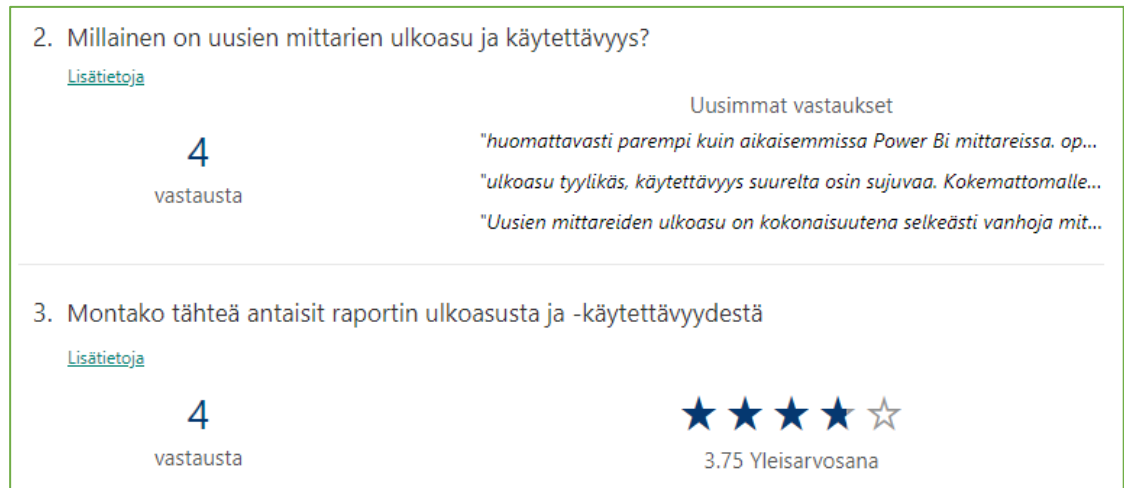 2. Millainen on uusien mittarien ulkoasu ja käytettävyys?
Lisätietoja
4
vastausta
Uusimmat vastaukset
"huomattavasti parempi kuin aikaisemmissa Power Bi mittareissa. op...
"ulkoasu tyylikäs, käytettävyys suurelta osin sujuvaa. Kokemattomalle...
"Uusien mittareiden ulkoasu on kokonaisuutena selkeästi vanhoja mit...
3. Montako tähteä antaisit raportin ulkoasusta ja -käytettävyydestä
Lisätietoja
4
vastausta
3.75 Yleisarvosana